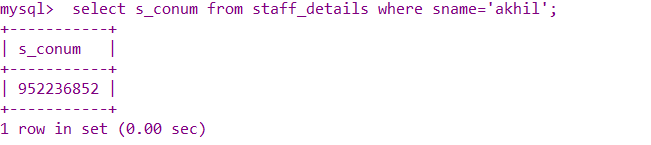 mysql>  select s_conum from staff_details where sname='akhil';
+-----------+
| s_conum   |
+-----------+
| 952236852 |
+-----------+
1 row in set (0.00 sec)